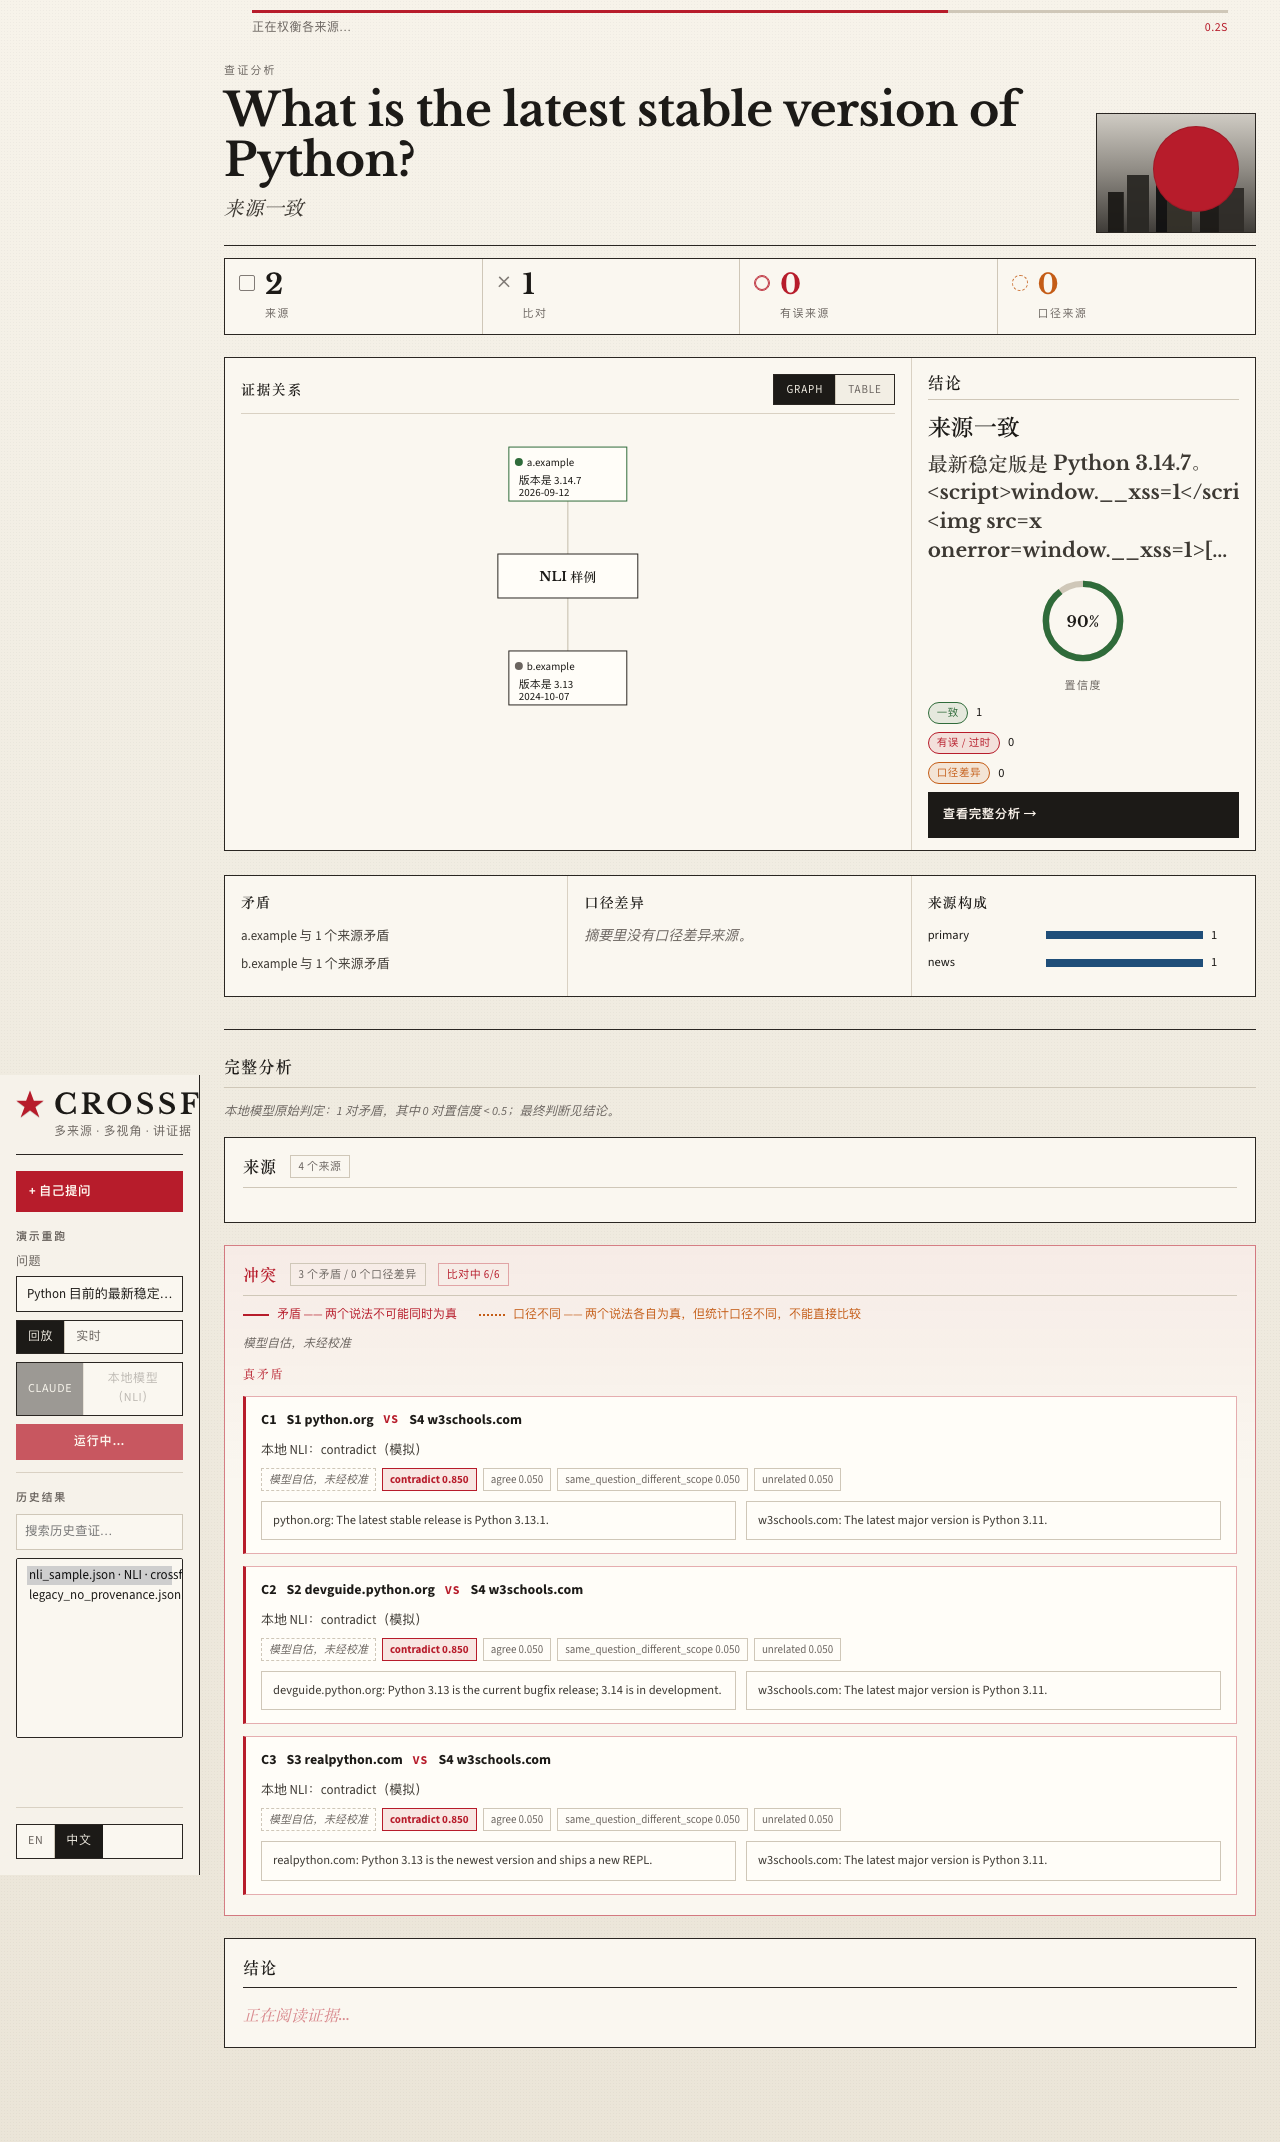 正在权衡各来源…
0.2S
查证分析
What is the latest stable version of
Python?
来源一致
2
来源
1
比对
0
有误来源
0
口径来源
证据关系
GRAPH
TABLE
a.example
版本是 3.14.7
2026-09-12
NLI 样例
b.example
版本是 3.13
2024-10-07
结论
来源一致
最新稳定版是 Python 3.14.7。
<script>window.__xss=1</scri
<img src=x
onerror=window.__xss=1>[…
90%
置信度
一致 1
有误 / 过时 0
口径差异 0
查看完整分析 →
矛盾
a.example 与 1 个来源矛盾
b.example 与 1 个来源矛盾
口径差异
摘要里没有口径差异来源。
来源构成
primary 1
news 1
CROSSF
多来源 · 多视角 · 讲证据
+ 自己提问
演示重跑
问题
Python 目前的最新稳定…
回放
实时
CLAUDE
本地模型
（NLI）
运行中…
历史结果
搜索历史查证…
nli_sample.json · NLI · crossf
legacy_no_provenance.json
EN
中文
完整分析
本地模型原始判定：1 对矛盾，其中 0 对置信度 < 0.5；最终判断见结论。
来源
4 个来源
冲突
3 个矛盾 / 0 个口径差异
比对中 6/6
矛盾 —— 两个说法不可能同时为真
口径不同 —— 两个说法各自为真，但统计口径不同，不能直接比较
模型自估，未经校准
真矛盾
C1 S1 python.org VS S4 w3schools.com
本地 NLI：contradict（模拟）
模型自估，未经校准
contradict 0.850
agree 0.050
same_question_different_scope 0.050
unrelated 0.050
python.org: The latest stable release is Python 3.13.1.
w3schools.com: The latest major version is Python 3.11.
C2 S2 devguide.python.org VS S4 w3schools.com
本地 NLI：contradict（模拟）
模型自估，未经校准
contradict 0.850
agree 0.050
same_question_different_scope 0.050
unrelated 0.050
devguide.python.org: Python 3.13 is the current bugfix release; 3.14 is in development.
w3schools.com: The latest major version is Python 3.11.
C3 S3 realpython.com VS S4 w3schools.com
本地 NLI：contradict（模拟）
模型自估，未经校准
contradict 0.850
agree 0.050
same_question_different_scope 0.050
unrelated 0.050
realpython.com: Python 3.13 is the newest version and ships a new REPL.
w3schools.com: The latest major version is Python 3.11.
结论
正在阅读证据…